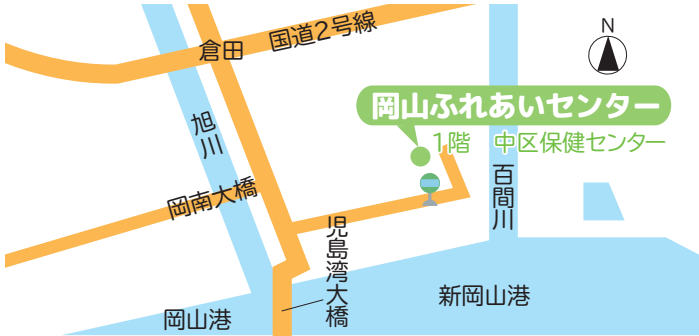 国道2号線
倉田
N
岡山ふれあいセンター
1階　中区保健センター
旭川
岡南大橋
百間川
児島湾大橋
新岡山港
岡山港